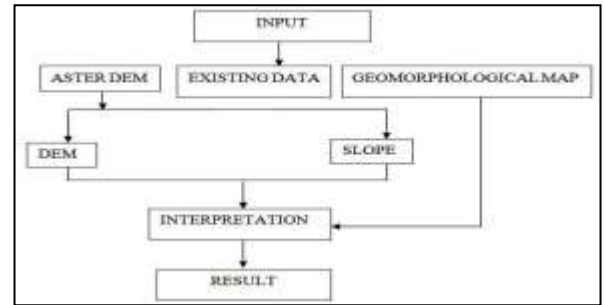 INPUT
ASTER DEM
EXISTING DATA
GEOMORPHOLOGICAL MAP
DEM
SLOPE
INTERPRETATION
RESULT